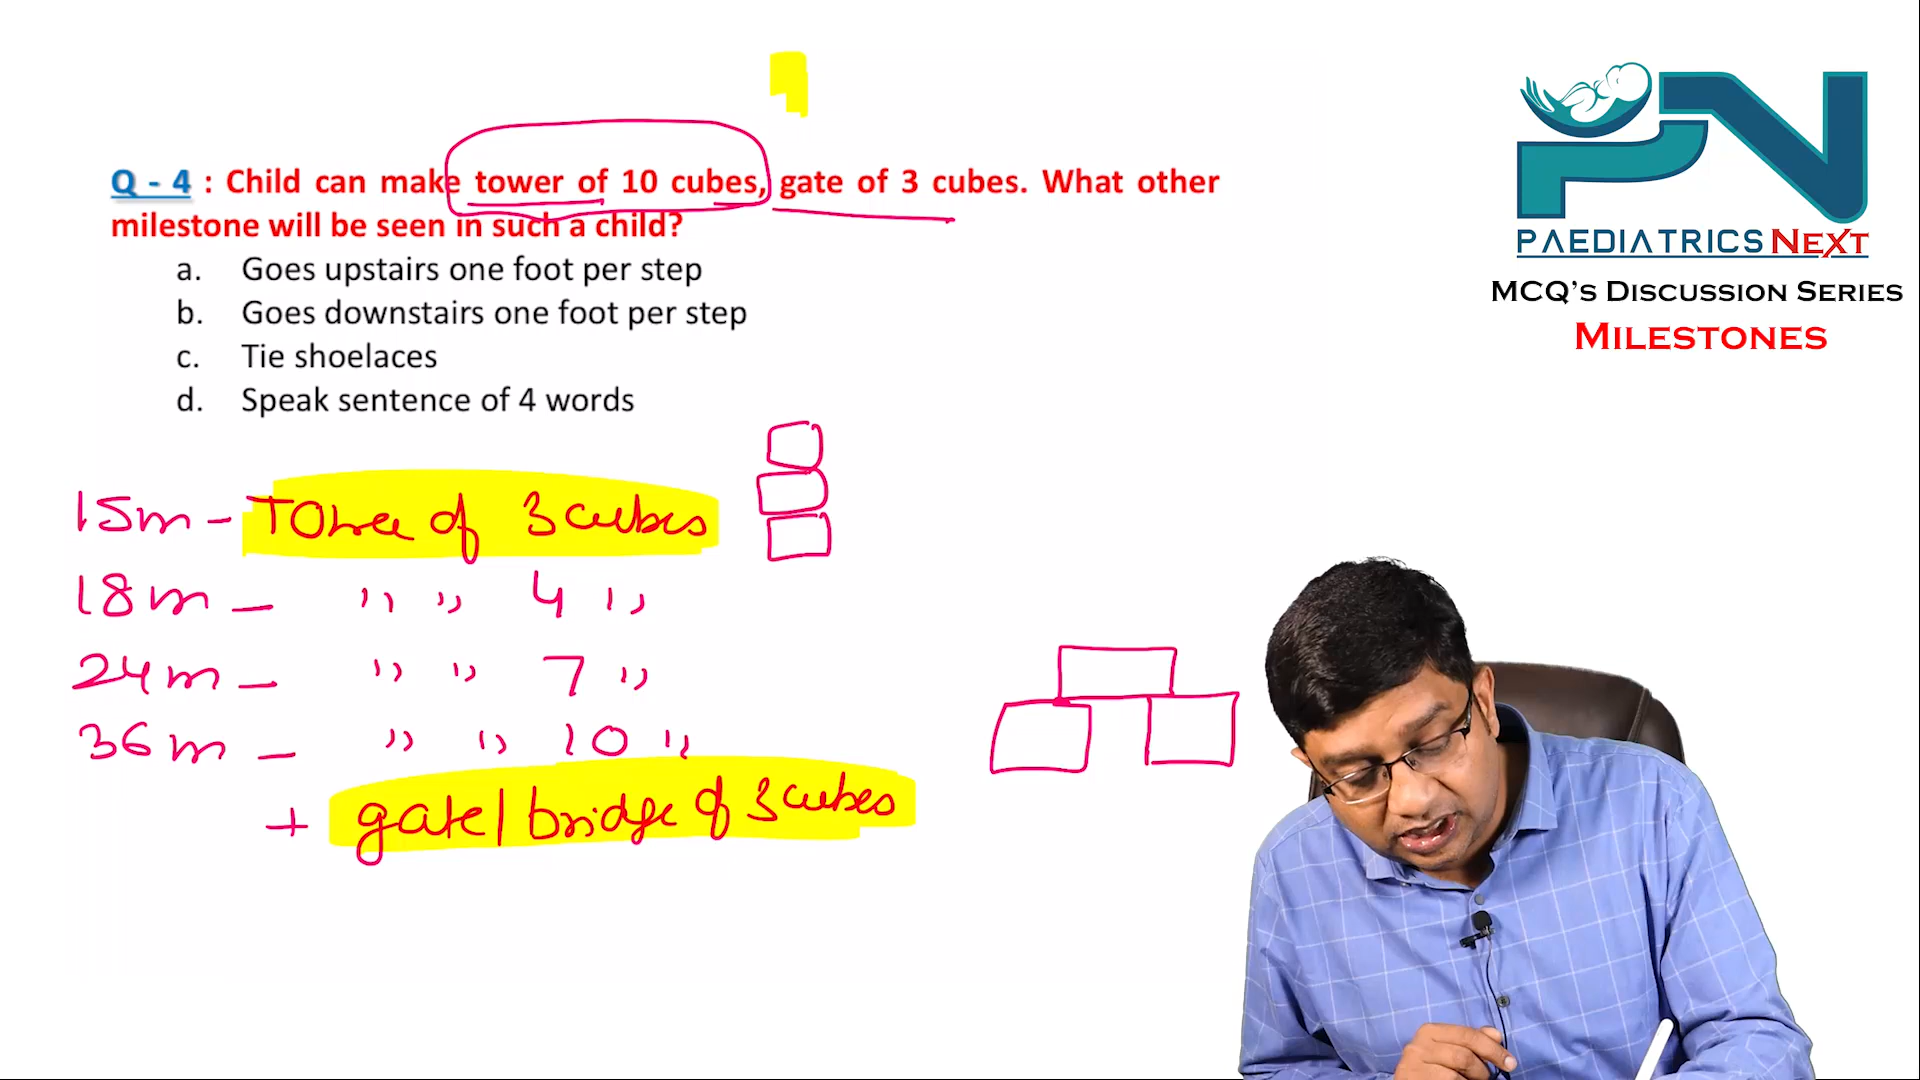 Q - 4 : Child can make tower of 10 cubes, gate of 3 cubes. What other
milestone will be seen in such a child?
a. Goes upstairs one foot per step
b. Goes downstairs one foot per step
c. Tie shoelaces
d. Speak sentence of 4 words
15m - Tower of 3 cubes
18m - " " 4 "
24m - " " 7 "
36m - " " 10 "
+ gate/bridge of 3 cubes
PN
PAEDIATRICS NEXT
MCQ's DISCUSSION SERIES
MILESTONES